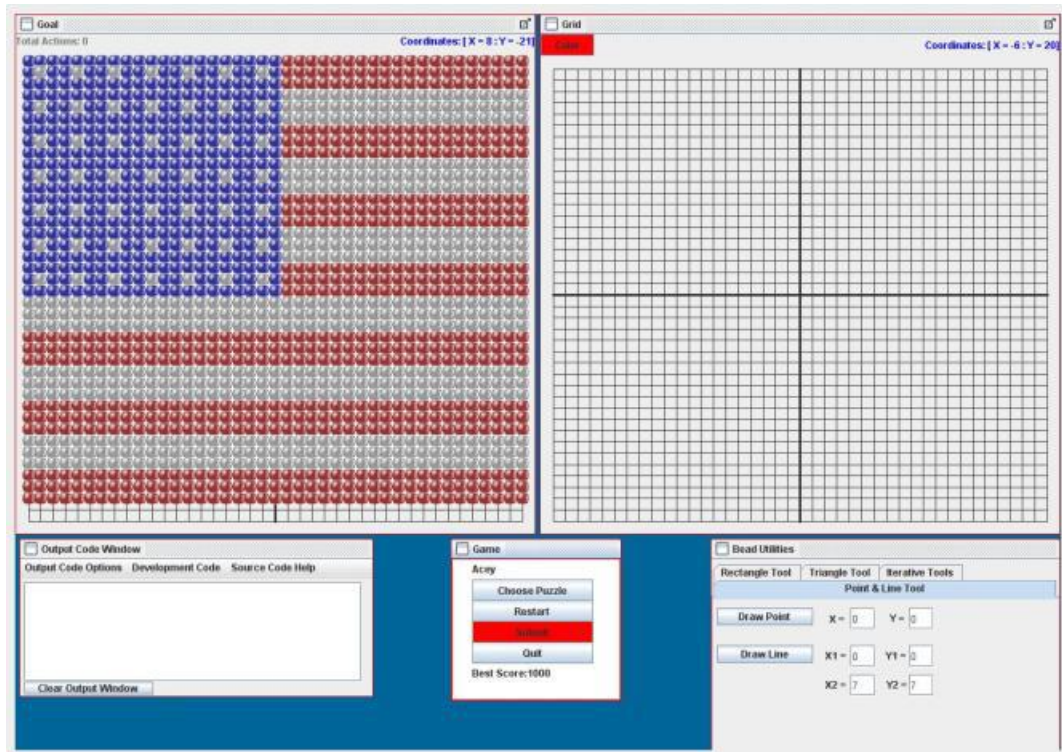 Goal
Total Actions: 0
Coordinates: [ X = 8 : Y = -21]
Grid
Color
Coordinates: [ X = -6 : Y = 20]
Output Code Window
Output Code Options Development Code Source Code Help
Clear Output Window
Game
Acey
Choose Puzzle
Restart
Submit
Quit
Best Score:1000
Bead Utilities
Rectangle Tool Triangle Tool Iterative Tools
Point & Line Tool
Draw Point X = 0 Y = 0
Draw Line X1 = 0 Y1 = 0
X2 = 7 Y2 = 7